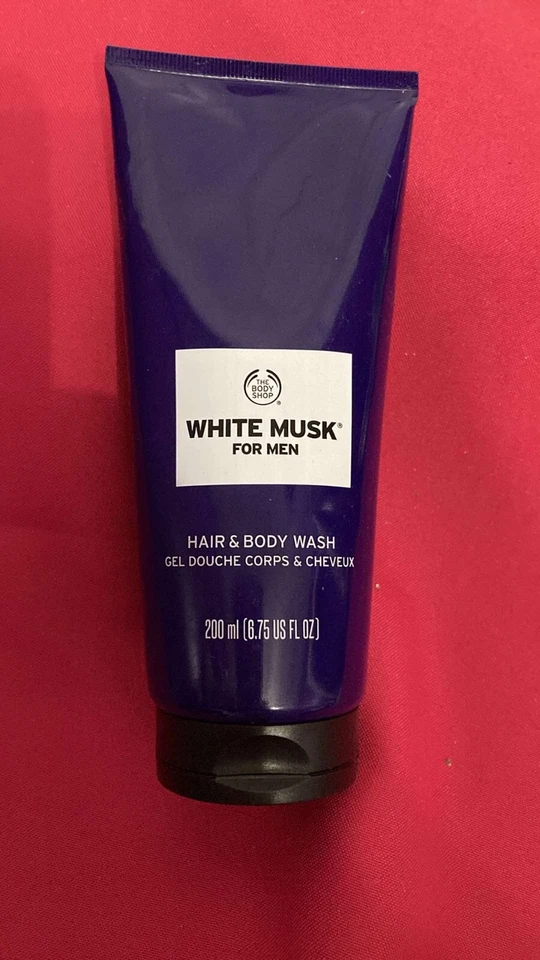 THE
BODY
SHOP®
WHITE MUSK®
FOR MEN
HAIR & BODY WASH
GEL DOUCHE CORPS & CHEVEUX
200 ml (6.75 US FL OZ)